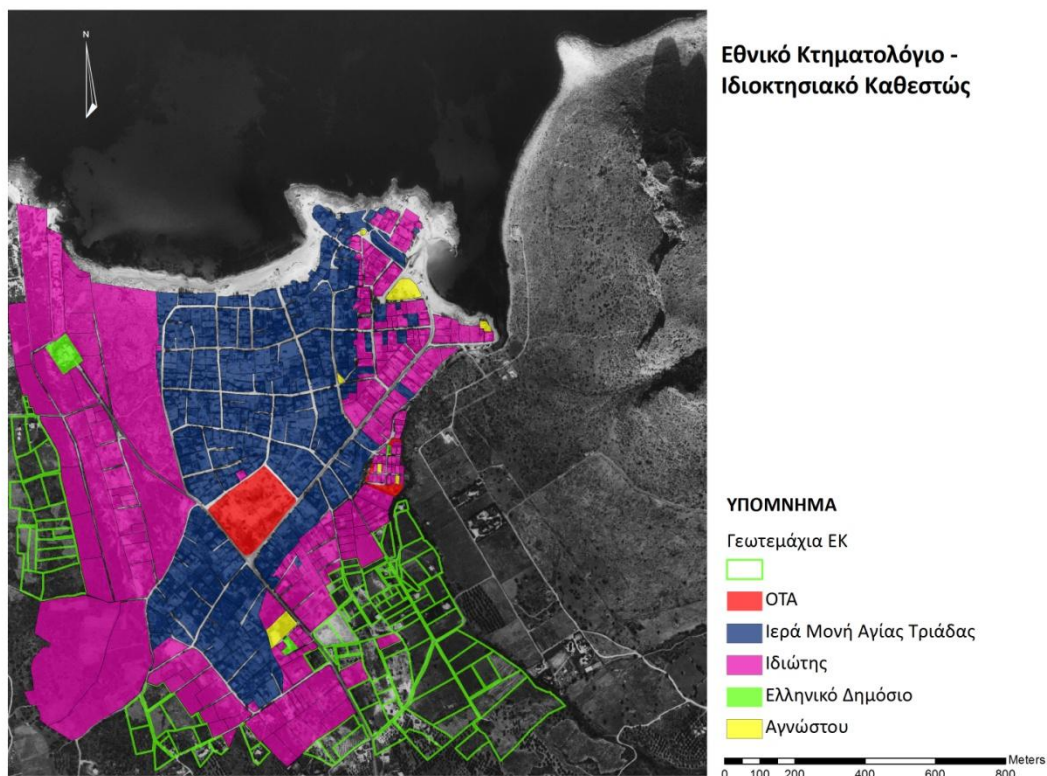 N
Εθνικό Κτηματολόγιο -
Ιδιοκτησιακό Καθεστώς
ΥΠΟΜΝΗΜΑ
Γεωτεμάχια ΕΚ
ΟΤΑ
Ιερά Μονή Αγίας Τριάδας
Ιδιώτης
Ελληνικό Δημόσιο
Αγνώστου
Meters
0 100 200 400 600 800